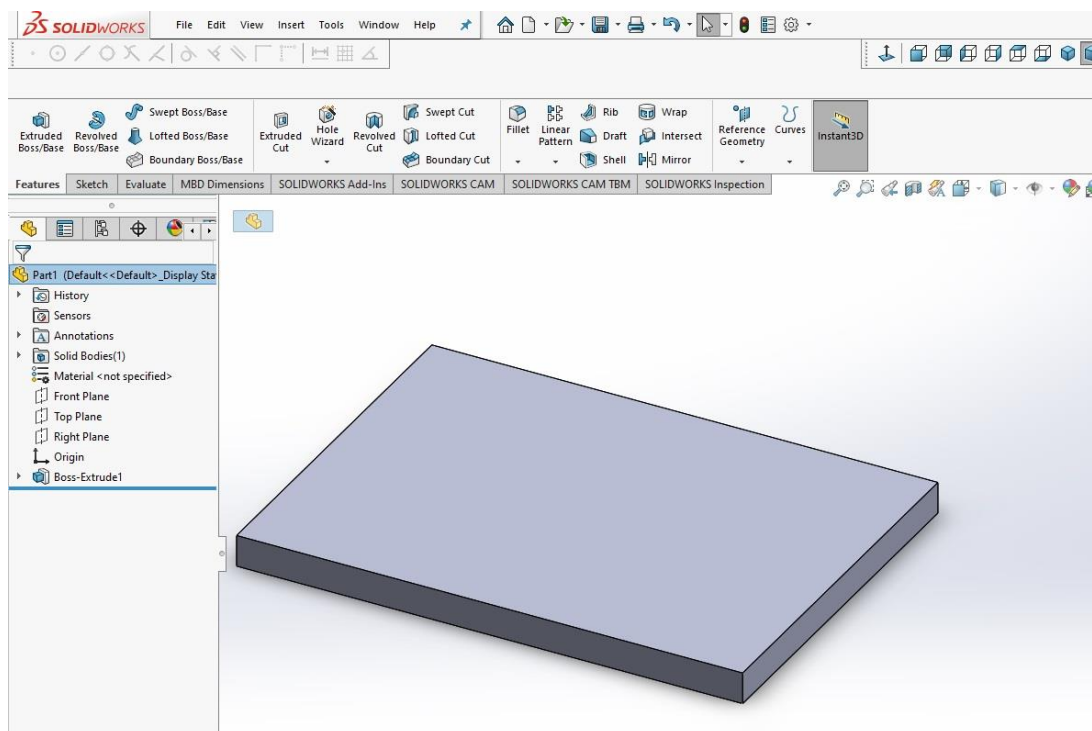 SOLIDWORKS File Edit View Insert Tools Window Help
Extruded Boss/Base
Revolved Boss/Base
Swept Boss/Base
Lofted Boss/Base
Boundary Boss/Base
Extruded Cut
Hole Wizard
Revolved Cut
Swept Cut
Lofted Cut
Boundary Cut
Fillet
Linear Pattern
Rib
Draft
Shell
Wrap
Intersect
Mirror
Reference Geometry
Curves
Instant3D
Features Sketch Evaluate MBD Dimensions SOLIDWORKS Add-Ins SOLIDWORKS CAM SOLIDWORKS CAM TBM SOLIDWORKS Inspection
Part1 (Default<<Default>_Display Sta
History
Sensors
Annotations
Solid Bodies(1)
Material <not specified>
Front Plane
Top Plane
Right Plane
Origin
Boss-Extrude1